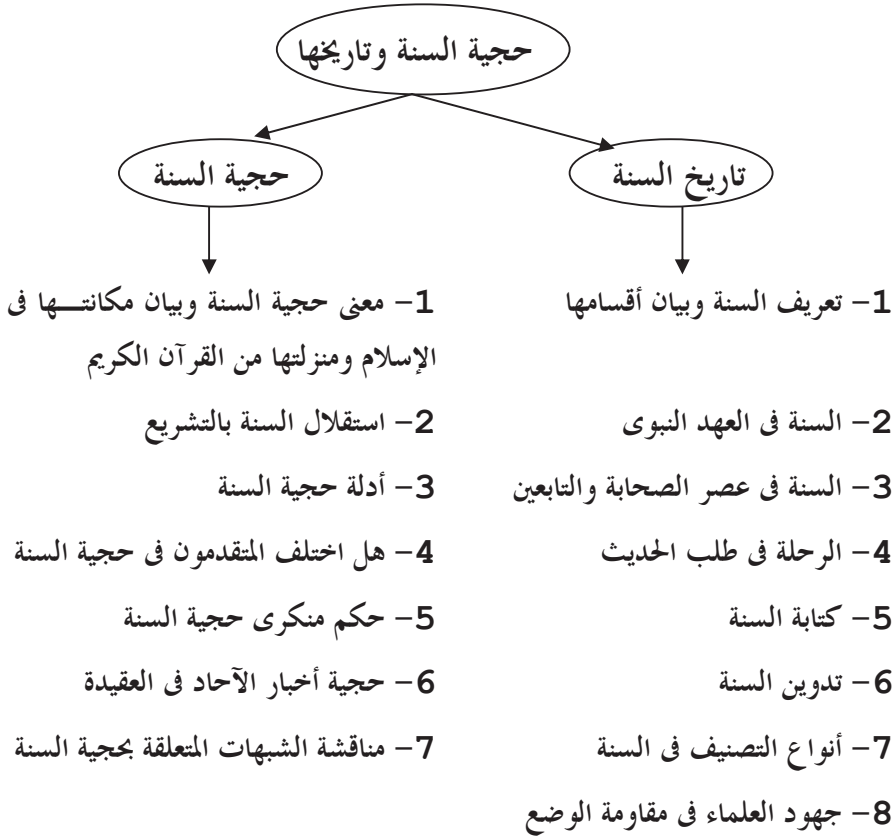 حجية السنة وتاريخها
تاريخ السنة
حجية السنة
1- تعريف السنة وبيان أقسامها
2- السنة فى العهد النبوى
3- السنة فى عصر الصحابة والتابعين
4- الرحلة فى طلب الحديث
5- كتابة السنة
6- تدوين السنة
7- أنواع التصنيف فى السنة
8- جهود العلماء فى مقاومة الوضع
1- معنى حجية السنة وبيان مكانتـــها فى
الإسلام ومنزلتها من القرآن الكريم
2- استقلال السنة بالتشريع
3- أدلة حجية السنة
4- هل اختلف المتقدمون فى حجية السنة
5- حكم منكرى حجية السنة
6- حجية أخبار الآحاد فى العقيدة
7- مناقشة الشبهات المتعلقة بحجية السنة